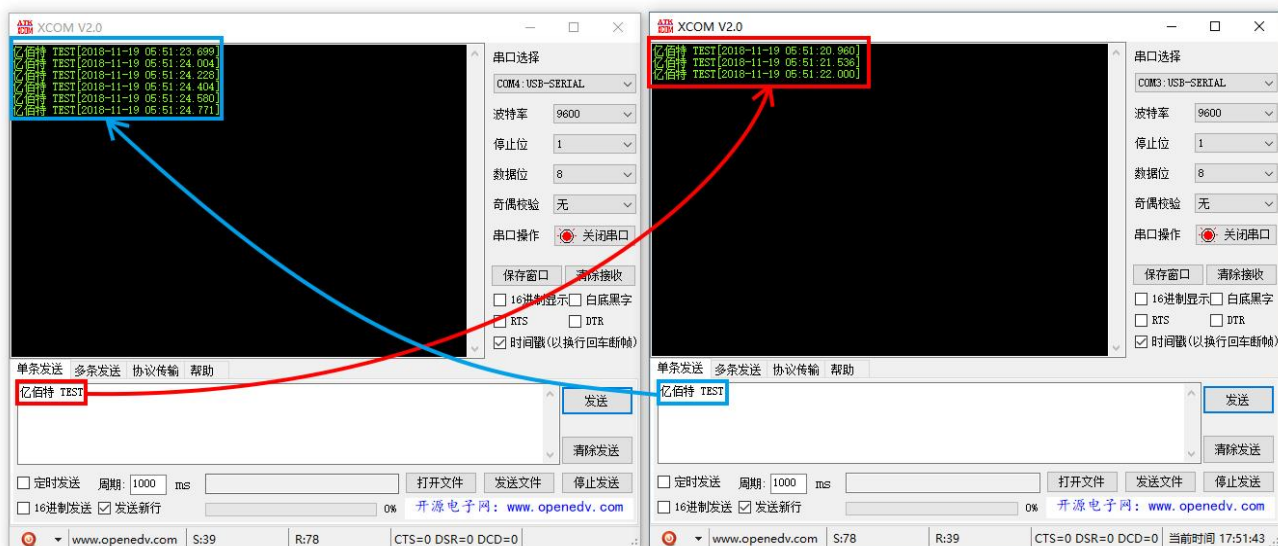 XCOM V2.0
亿佰特 TEST[2018-11-19 05:51:23.699]
亿佰特 TEST[2018-11-19 05:51:24.004]
亿佰特 TEST[2018-11-19 05:51:24.228]
亿佰特 TEST[2018-11-19 05:51:24.404]
亿佰特 TEST[2018-11-19 05:51:24.580]
亿佰特 TEST[2018-11-19 05:51:24.771]
串口选择
COM4:USB-SERIAL
波特率 9600
停止位 1
数据位 8
奇偶校验 无
串口操作 关闭串口
保存窗口 清除接收
16进制显示 白底黑字
RTS DTR
时间戳(以换行回车断帧)
单条发送 多条发送 协议传输 帮助
亿佰特 TEST
发送
清除发送
定时发送 周期: 1000 ms 打开文件 发送文件 停止发送
16进制发送 发送新行 0% 开源电子网: www.openedv.com
www.openedv.com S:39 R:78 CTS=0 DSR=0 DCD=0
XCOM V2.0
亿佰特 TEST[2018-11-19 05:51:20.960]
亿佰特 TEST[2018-11-19 05:51:21.536]
亿佰特 TEST[2018-11-19 05:51:22.000]
串口选择
COM3:USB-SERIAL
波特率 9600
停止位 1
数据位 8
奇偶校验 无
串口操作 关闭串口
保存窗口 清除接收
16进制显示 白底黑字
RTS DTR
时间戳(以换行回车断帧)
单条发送 多条发送 协议传输 帮助
亿佰特 TEST
发送
清除发送
定时发送 周期: 1000 ms 打开文件 发送文件 停止发送
16进制发送 发送新行 0% 开源电子网: www.openedv.com
www.openedv.com S:78 R:39 CTS=0 DSR=0 DCD=0 当前时间 17:51:43